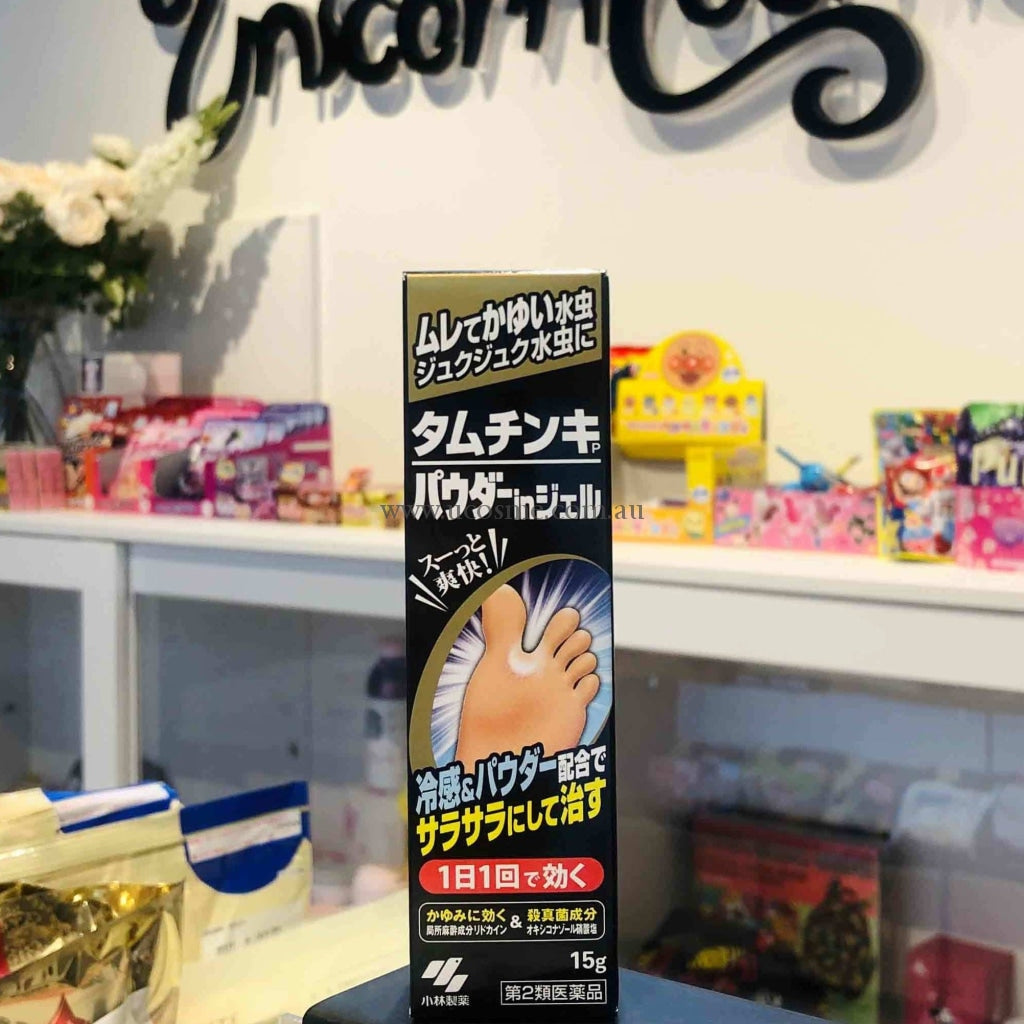 Unicorn
ムレてかゆい水虫
ジュクジュク水虫に
タムチンキP
パウダーinジェル
www.ucosme.com.au
スーっと
爽快!
冷感&パウダー配合で
サラサラにして治す
1日1回で効く
かゆみに効く
局所麻酔成分リドカイン
&
殺真菌成分
オキシコナゾール硝酸塩
15g
小林製薬
第2類医薬品